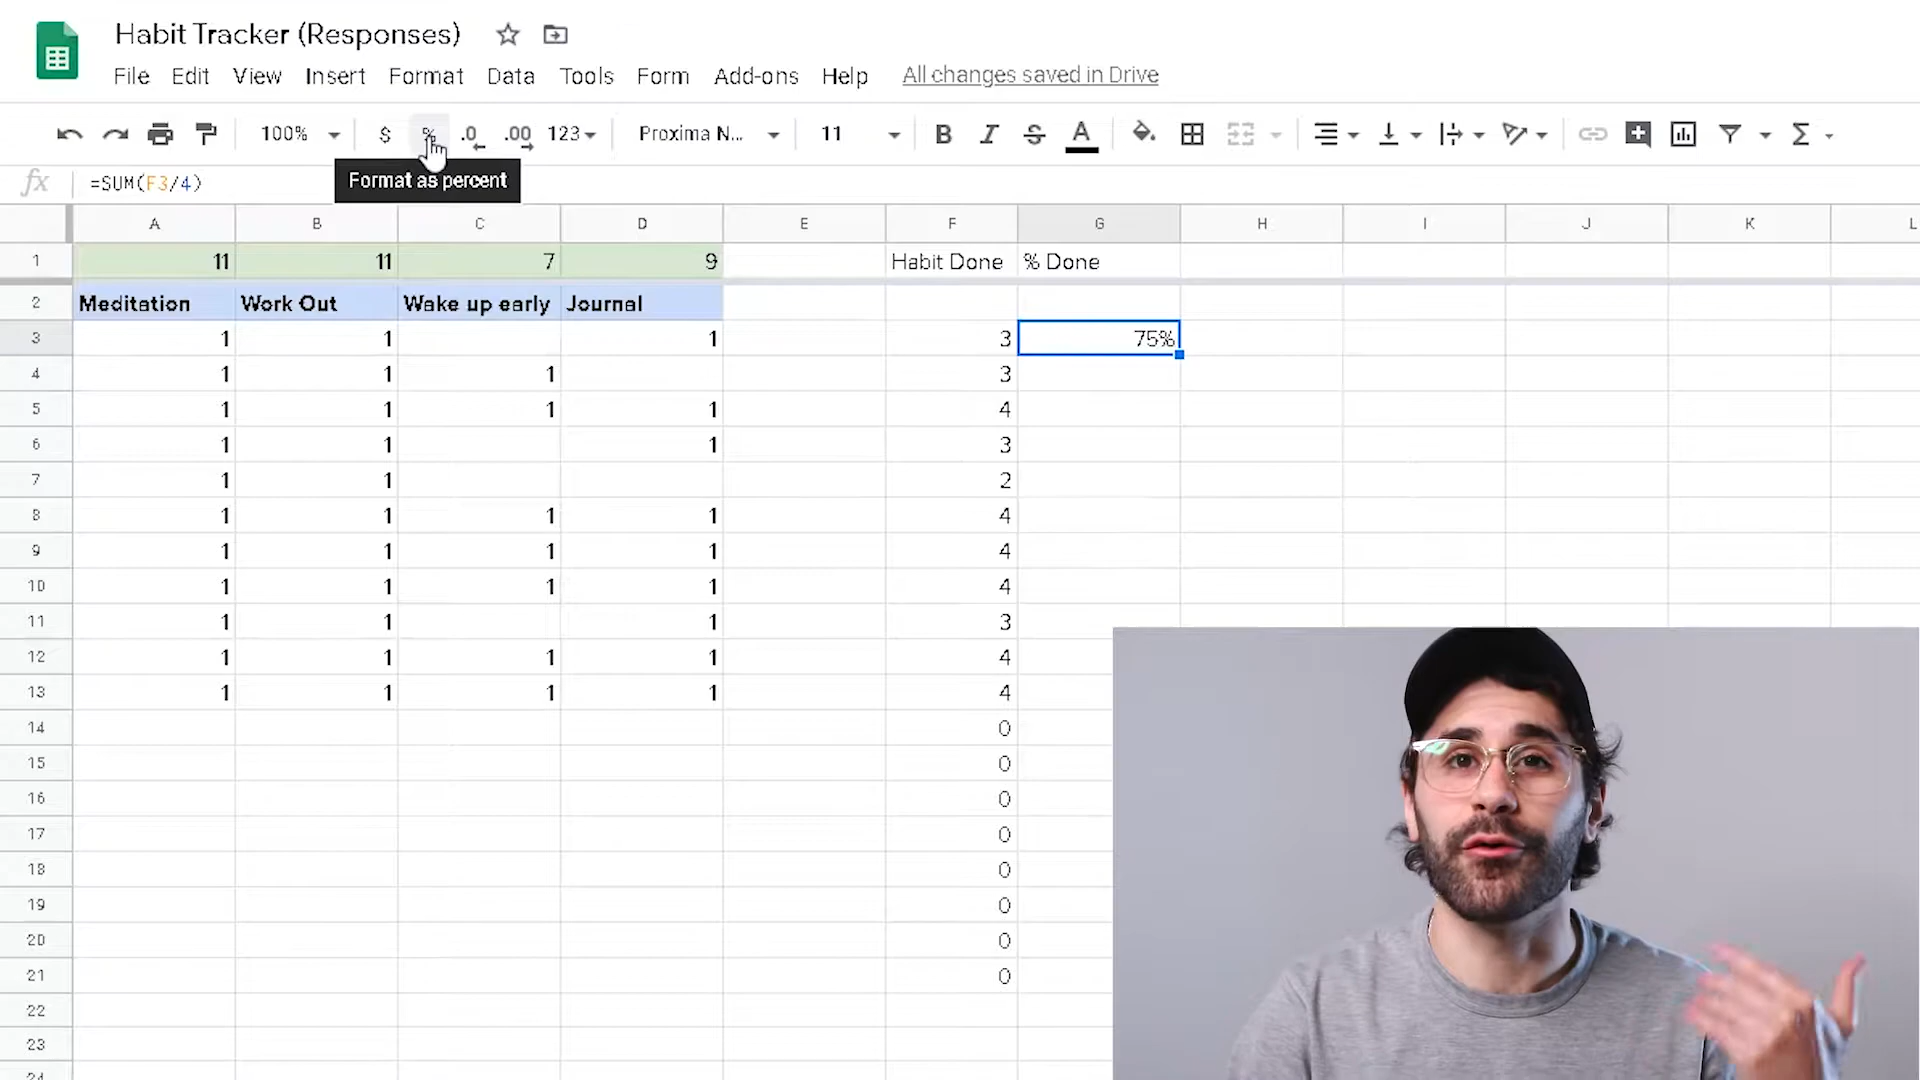 Habit Tracker (Responses)
File Edit View Insert Format Data Tools Form Add-ons Help All changes saved in Drive
100% $ % .0 .00 123 Proxima N... 11 B I S A Σ
Format as percent
fx =SUM(F3/4)
A B C D E F G H I J K L
1 11 11 7 9 Habit Done % Done
2 Meditation Work Out Wake up early Journal
3 1 1 1 3 75%
4 1 1 1 3
5 1 1 1 1 4
6 1 1 1 3
7 1 1 2
8 1 1 1 1 4
9 1 1 1 1 4
10 1 1 1 1 4
11 1 1 1 3
12 1 1 1 1 4
13 1 1 1 1 4
14 0
15 0
16 0
17 0
18 0
19 0
20 0
21 0
22
23
24